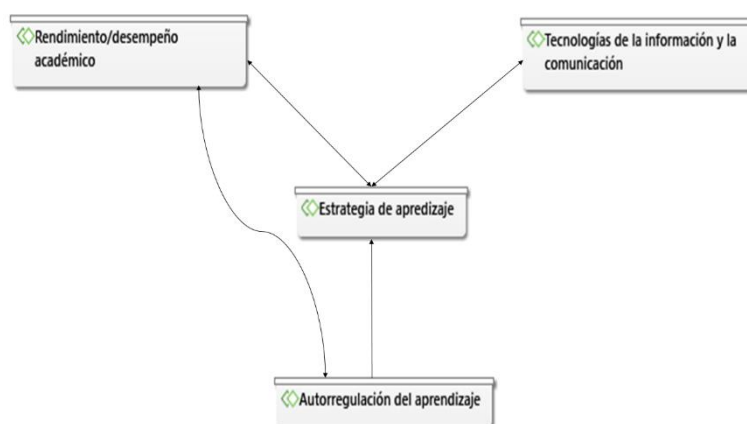 Rendimiento/desempeño
académico
Tecnologías de la información y la
comunicación
Estrategia de apredizaje
Autorregulación del aprendizaje